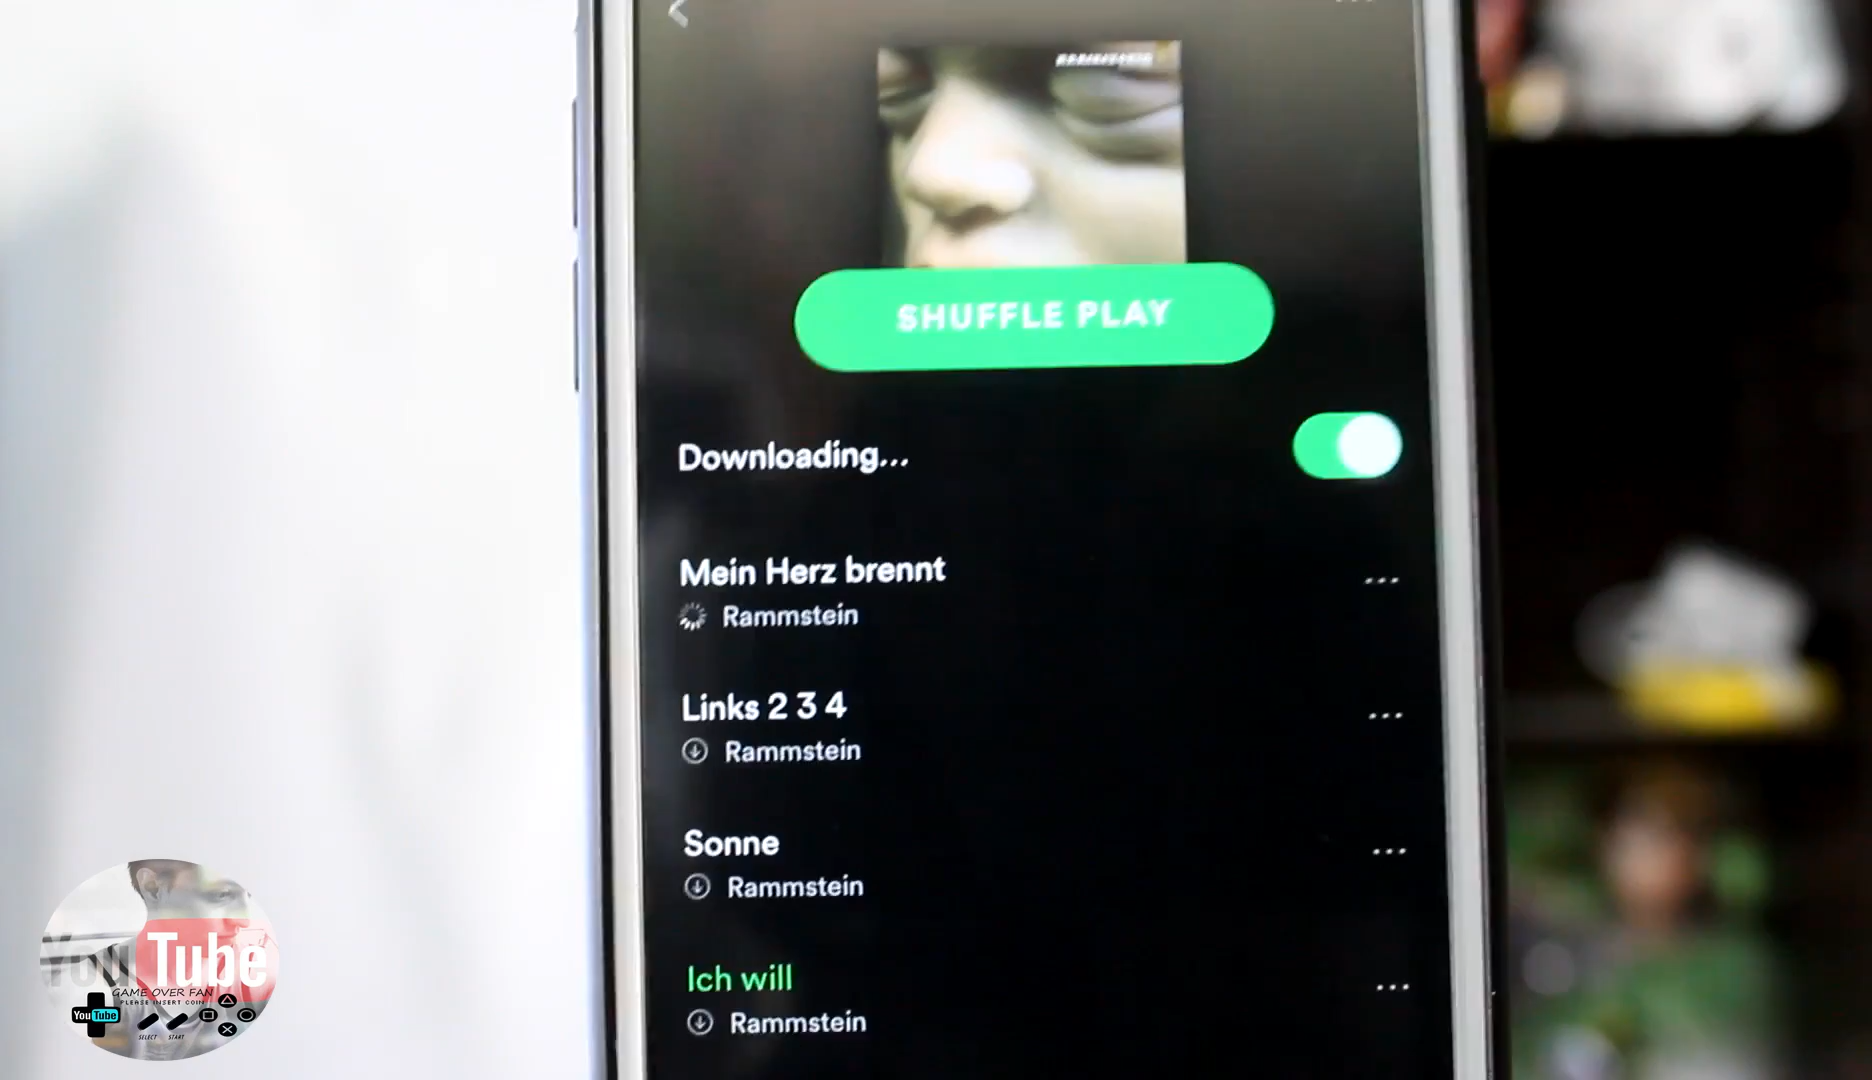 RAMMSTEIN
SHUFFLE PLAY
Downloading...
Mein Herz brennt
...
Rammstein
Links 2 3 4
...
Rammstein
Sonne
...
Rammstein
Ich will
...
Rammstein
YouTube
GAME OVER FAN
PLEASE INSERT COIN
YouTube
SELECT START